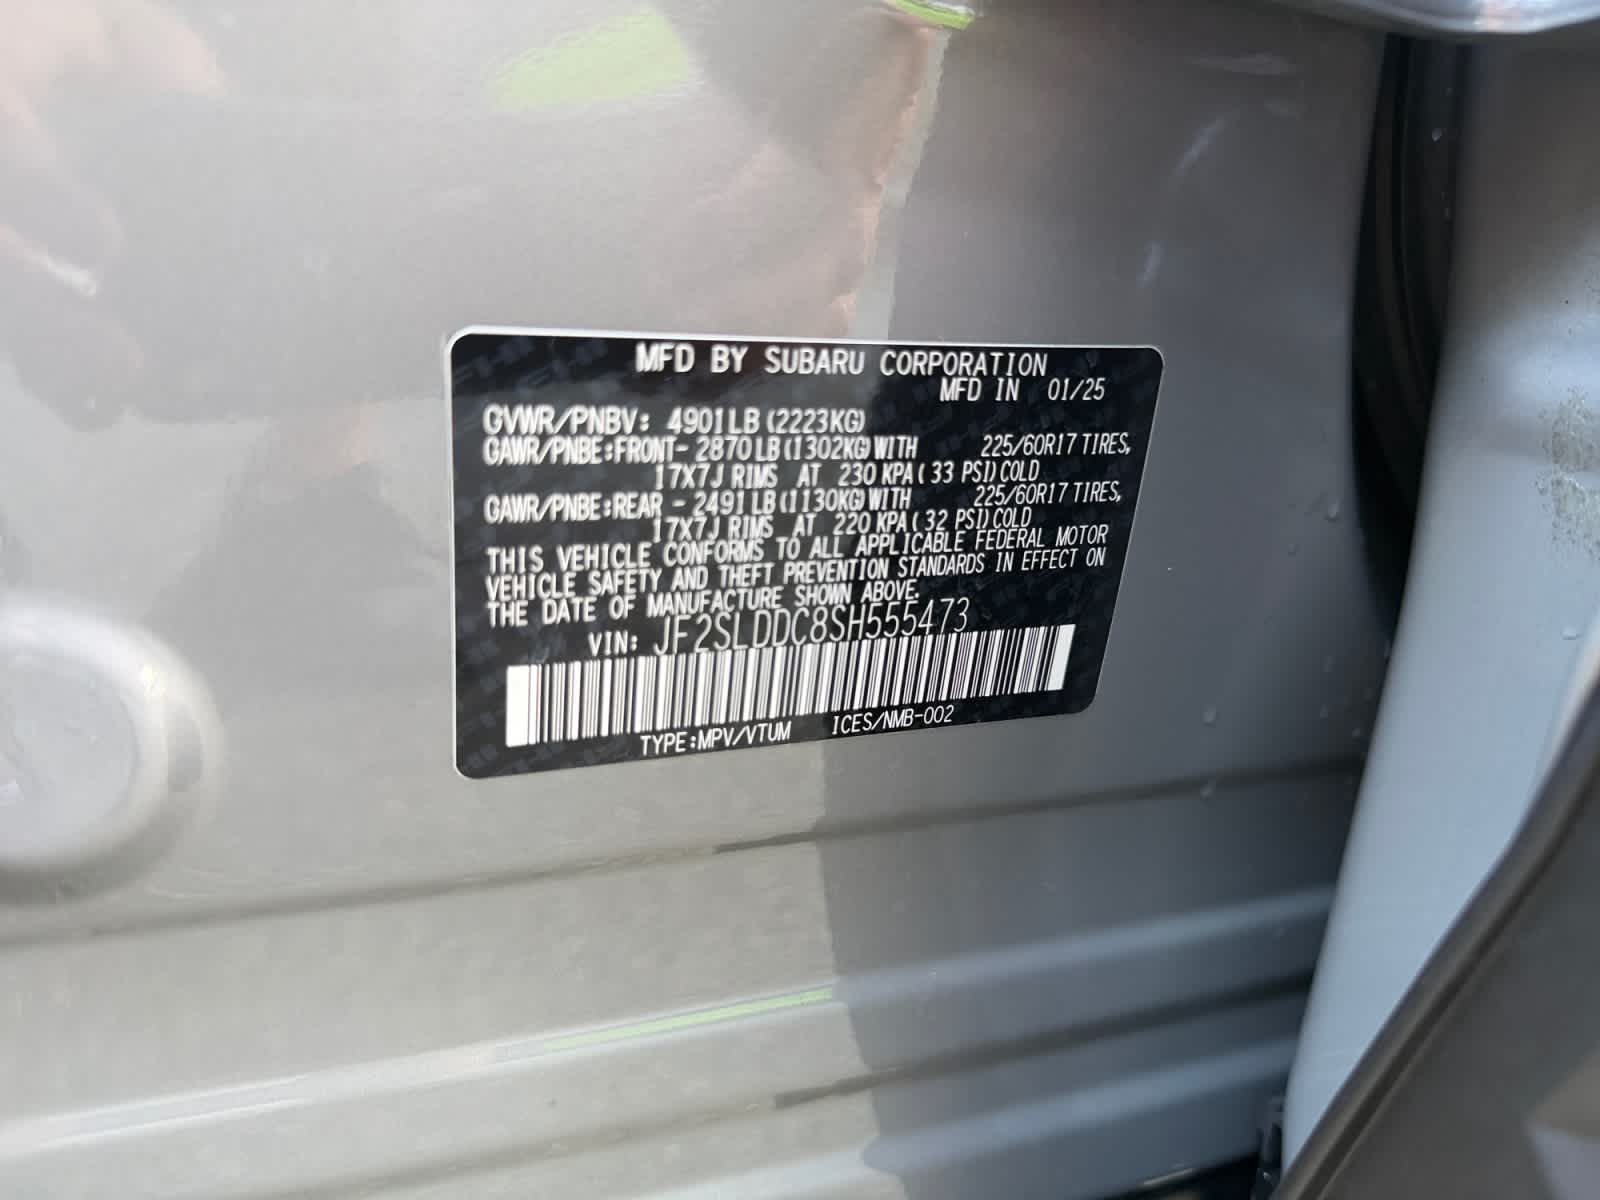 MFD BY SUBARU CORPORATION
MFD IN 01/25
GVWR/PNBV: 4901LB(2223KG)
GAWR/PNBE:FRONT- 2870LB(1302KG)WITH 225/60R17 TIRES,
17X7J RIMS AT 230 KPA( 33 PSI)COLD
GAWR/PNBE:REAR - 2491LB(1130KG)WITH 225/60R17 TIRES,
17X7J RIMS AT 220 KPA( 32 PSI)COLD
THIS VEHICLE CONFORMS TO ALL APPLICABLE FEDERAL MOTOR
VEHICLE SAFETY AND THEFT PREVENTION STANDARDS IN EFFECT ON
THE DATE OF MANUFACTURE SHOWN ABOVE.
VIN: JF2SLDDC8SH555473
TYPE:MPV/VTUM ICES/NMB-002